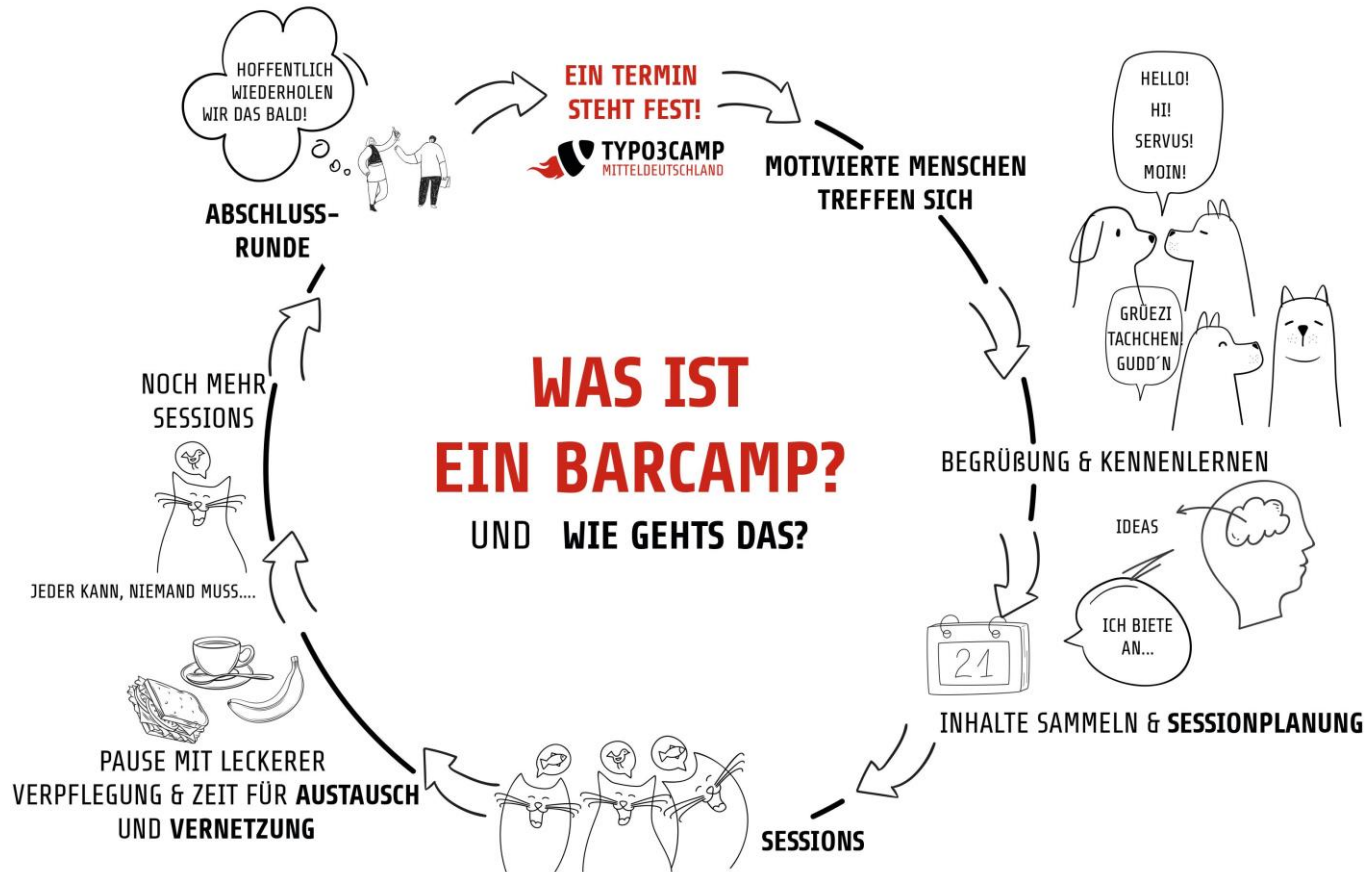 WAS IST
EIN BARCAMP?
UND WIE GEHTS DAS?
EIN TERMIN
STEHT FEST!
TYPO3CAMP
MITTELDEUTSCHLAND
MOTIVIERTE MENSCHEN
TREFFEN SICH
HELLO!
HI!
SERVUS!
MOIN!
GRÜEZI
TACHCHEN!
GUDD´N
BEGRÜßUNG & KENNENLERNEN
IDEAS
ICH BIETE
AN...
21
INHALTE SAMMELN & SESSIONPLANUNG
SESSIONS
PAUSE MIT LECKERER
VERPFLEGUNG & ZEIT FÜR AUSTAUSCH
UND VERNETZUNG
NOCH MEHR
SESSIONS
JEDER KANN, NIEMAND MUSS....
ABSCHLUSS-
RUNDE
HOFFENTLICH
WIEDERHOLEN
WIR DAS BALD!